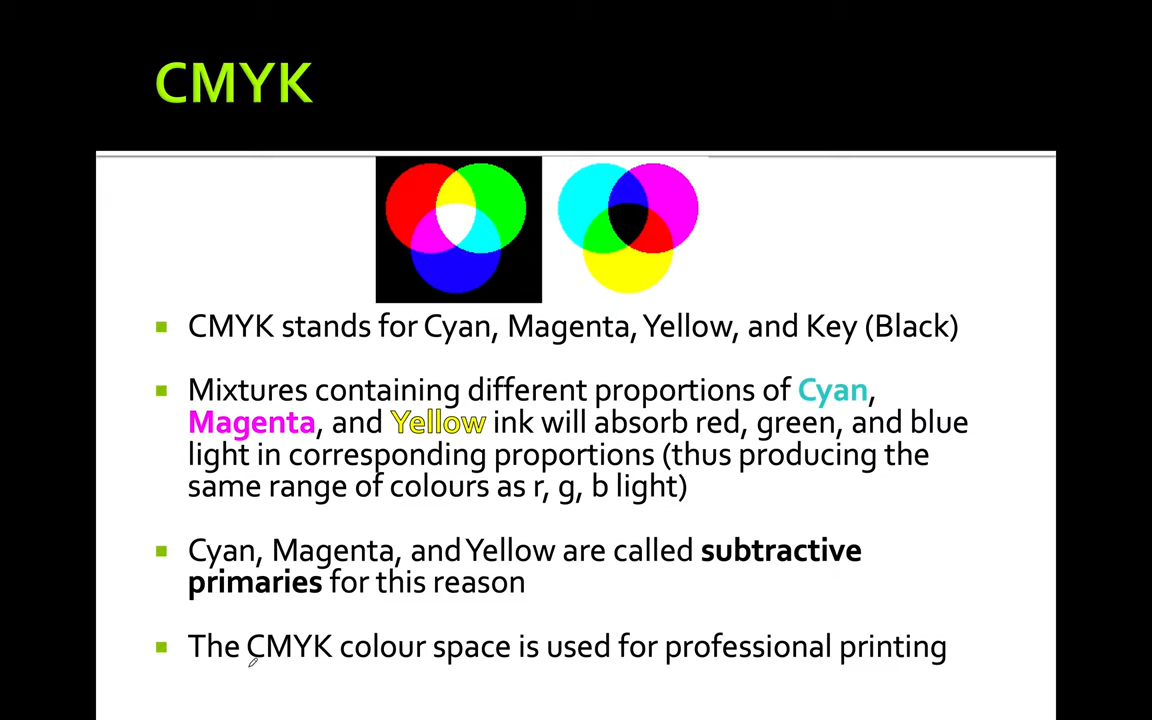 CMYK
CMYK stands for Cyan, Magenta, Yellow, and Key (Black)
Mixtures containing different proportions of Cyan,
Magenta, and Yellow ink will absorb red, green, and blue
light in corresponding proportions (thus producing the
same range of colours as r, g, b light)
Cyan, Magenta, and Yellow are called subtractive
primaries for this reason
The CMYK colour space is used for professional printing